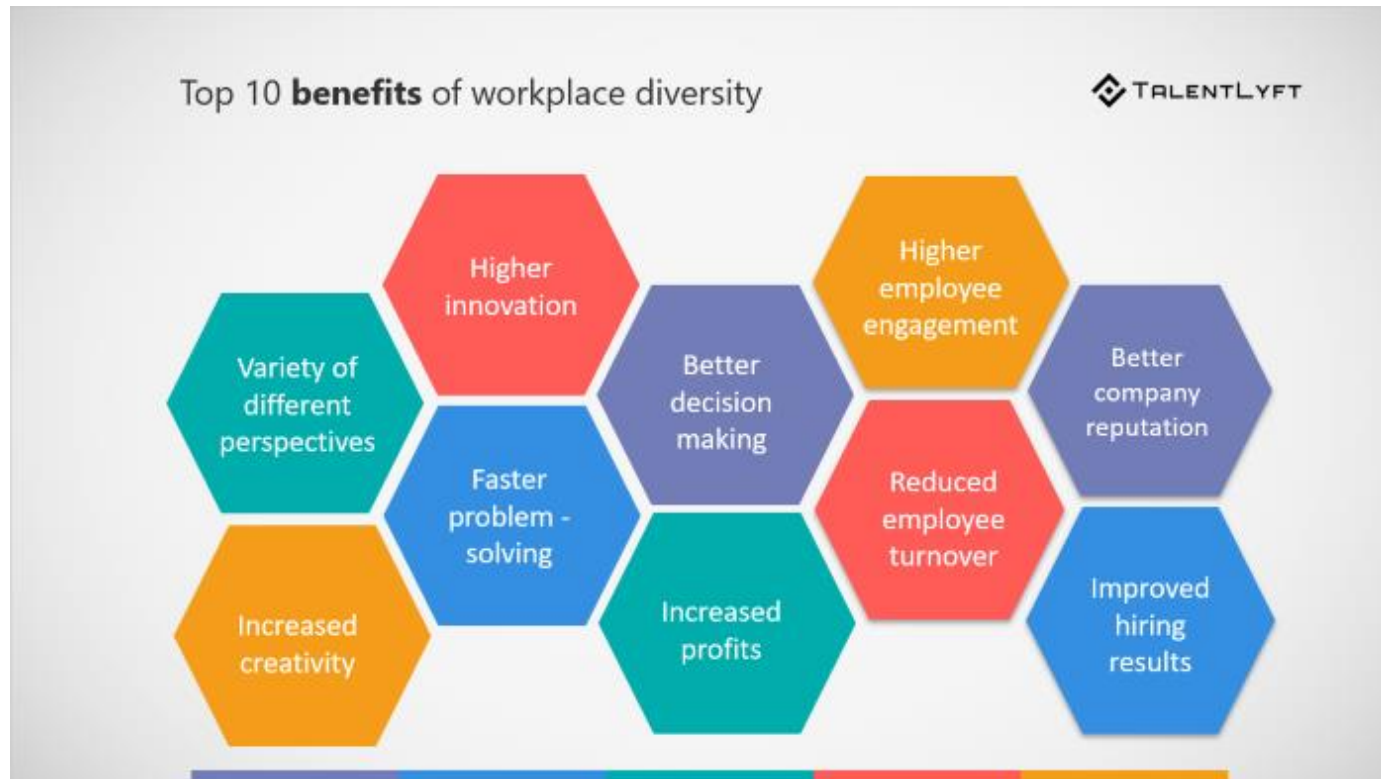 Top 10 benefits of workplace diversity
TALENTLYFT
Variety of
different
perspectives
Increased
creativity
Higher
innovation
Faster
problem -
solving
Better
decision
making
Increased
profits
Higher
employee
engagement
Reduced
employee
turnover
Better
company
reputation
Improved
hiring
results